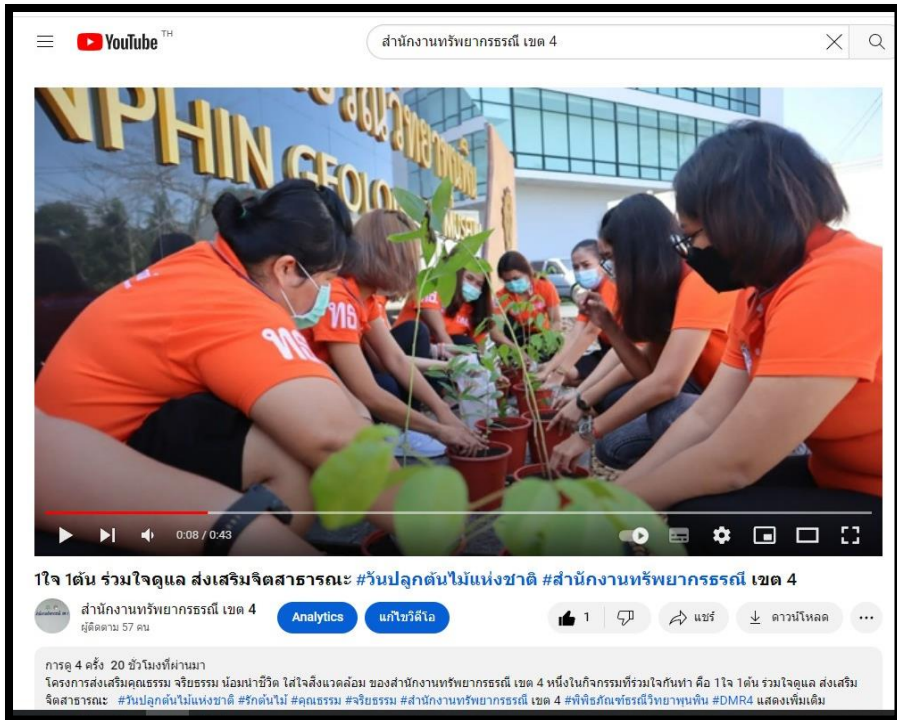 YouTube TH
สำนักงานทรัพยากรธรณี เขต 4
NPHIN GEOLO
MUSEU
ทธ
ทธ
0:08 / 0:43
1ใจ 1ต้น ร่วมใจดูแล ส่งเสริมจิตสาธารณะ #วันปลูกต้นไม้แห่งชาติ #สำนักงานทรัพยากรธรณี เขต 4
สำนักงานทรัพยากรธรณี เขต 4
ผู้ติดตาม 57 คน
Analytics
แก้ไขวิดีโอ
1
แชร์
ดาวน์โหลด
การดู 4 ครั้ง 20 ชั่วโมงที่ผ่านมา
โครงการส่งเสริมคุณธรรม จริยธรรม น้อมนำชีวิต ใส่ใจสิ่งแวดล้อม ของสำนักงานทรัพยากรธรณี เขต 4 หนึ่งในกิจกรรมที่ร่วมใจกันทำ คือ 1ใจ 1ต้น ร่วมใจดูแล ส่งเสริม
จิตสาธารณะ #วันปลูกต้นไม้แห่งชาติ #รักต้นไม้ #คุณธรรม #จริยธรรม #สำนักงานทรัพยากรธรณี เขต 4 #พิพิธภัณฑ์ธรณีวิทยาพุนพิน #DMR4 แสดงเพิ่มเติม